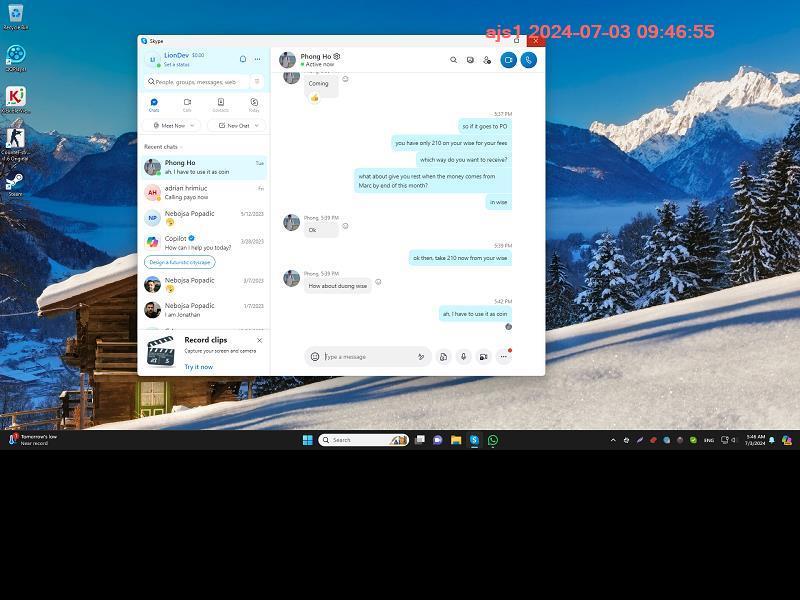 ajs1 2024-07-03 09:46:55
Recycle Bin
Skype
LionDev $0.00
Set a status
People, groups, messages, web
Chats
Calls
Contacts
Today
Meet Now
New Chat
Recent chats
Phong Ho
Tue
ah, I have to use it as coin
adrian hrimiuc
Fri
Calling payo now
Nebojsa Popadic
5/12/2023
Copilot
3/28/2023
How can I help you today?
Design a futuristic cityscape
Nebojsa Popadic
3/7/2023
Nebojsa Popadic
1/7/2023
I am Jonathan
Record clips
Capture your screen and camera
Try it now
Phong Ho
Active now
Coming
5:37 PM
so if it goes to PO
you have only 210 on your wise for your fees
which way do you want to receive?
what about give you rest when the money comes from
Marc by end of this month?
in wise
Phong, 5:39 PM
Ok
5:39 PM
ok then, take 210 now from your wise
Phong, 5:39 PM
How about duong wise
5:42 PM
ah, I have to use it as coin
Type a message
Steam
Tomorrow's low
Near record
Search
ENG
5:46 AM
7/3/2024